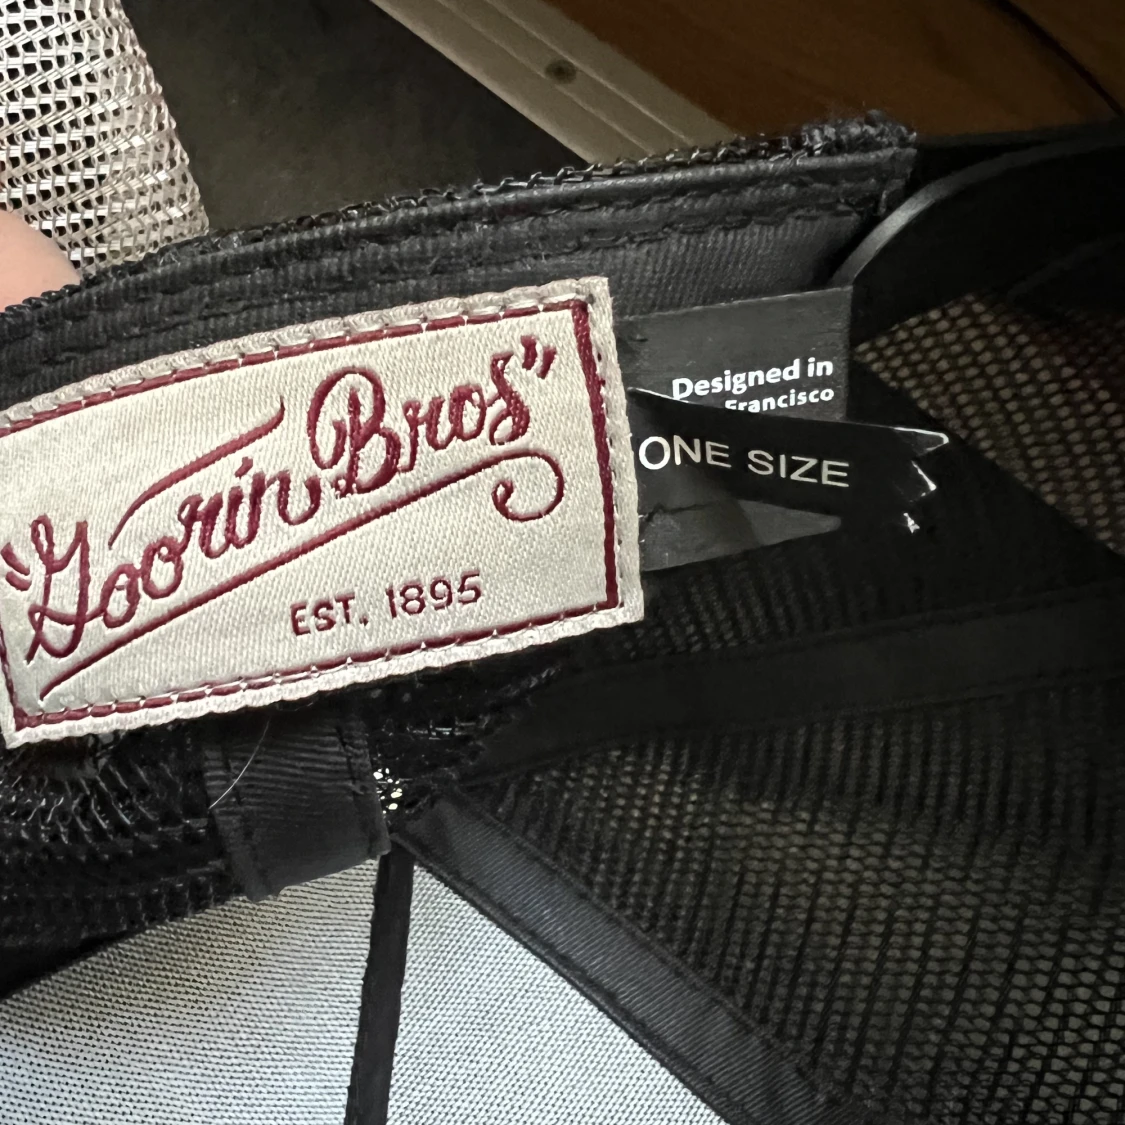 "Goorin Bros"
EST. 1895
Designed in
Francisco
ONE SIZE